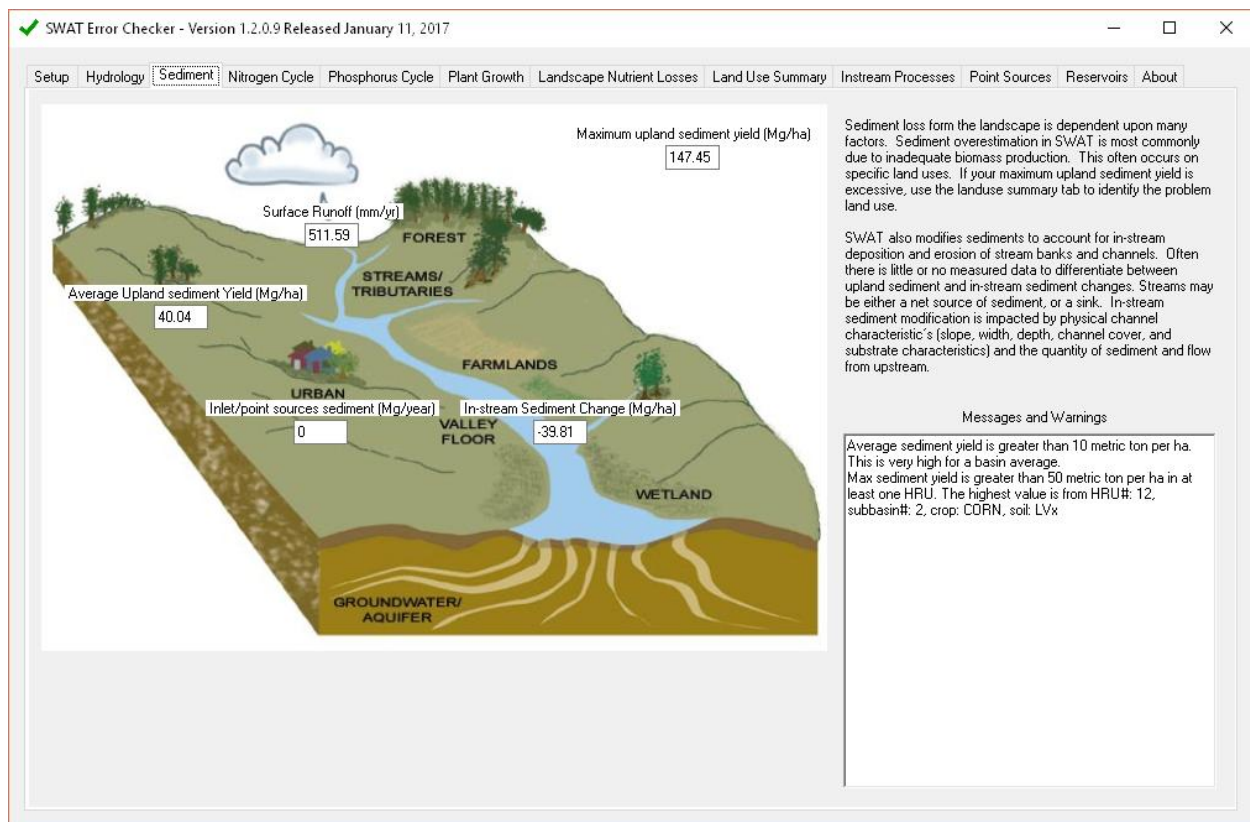 SWAT Error Checker - Version 1.2.0.9 Released January 11, 2017
Setup Hydrology Sediment Nitrogen Cycle Phosphorus Cycle Plant Growth Landscape Nutrient Losses Land Use Summary Instream Processes Point Sources Reservoirs About
Maximum upland sediment yield (Mg/ha)
147.45
Surface Runoff (mm/yr)
511.59
FOREST
STREAMS/
TRIBUTARIES
Average Upland sediment Yield (Mg/ha)
40.04
FARMLANDS
URBAN
Inlet/point sources sediment (Mg/year)
0
In-stream Sediment Change (Mg/ha)
-39.81
VALLEY
FLOOR
WETLAND
GROUNDWATER/
AQUIFER
Sediment loss form the landscape is dependent upon many
factors. Sediment overestimation in SWAT is most commonly
due to inadequate biomass production. This often occurs on
specific land uses. If your maximum upland sediment yield is
excessive, use the landuse summary tab to identify the problem
land use.
SWAT also modifies sediments to account for in-stream
deposition and erosion of stream banks and channels. Often
there is little or no measured data to differentiate between
upland sediment and in-stream sediment changes. Streams may
be either a net source of sediment, or a sink. In-stream
sediment modification is impacted by physical channel
characteristic´s (slope, width, depth, channel cover, and
substrate characteristics) and the quantity of sediment and flow
from upstream.
Messages and Warnings
Average sediment yield is greater than 10 metric ton per ha.
This is very high for a basin average.
Max sediment yield is greater than 50 metric ton per ha in at
least one HRU. The highest value is from HRU#: 12,
subbasin#: 2, crop: CORN, soil: LVx